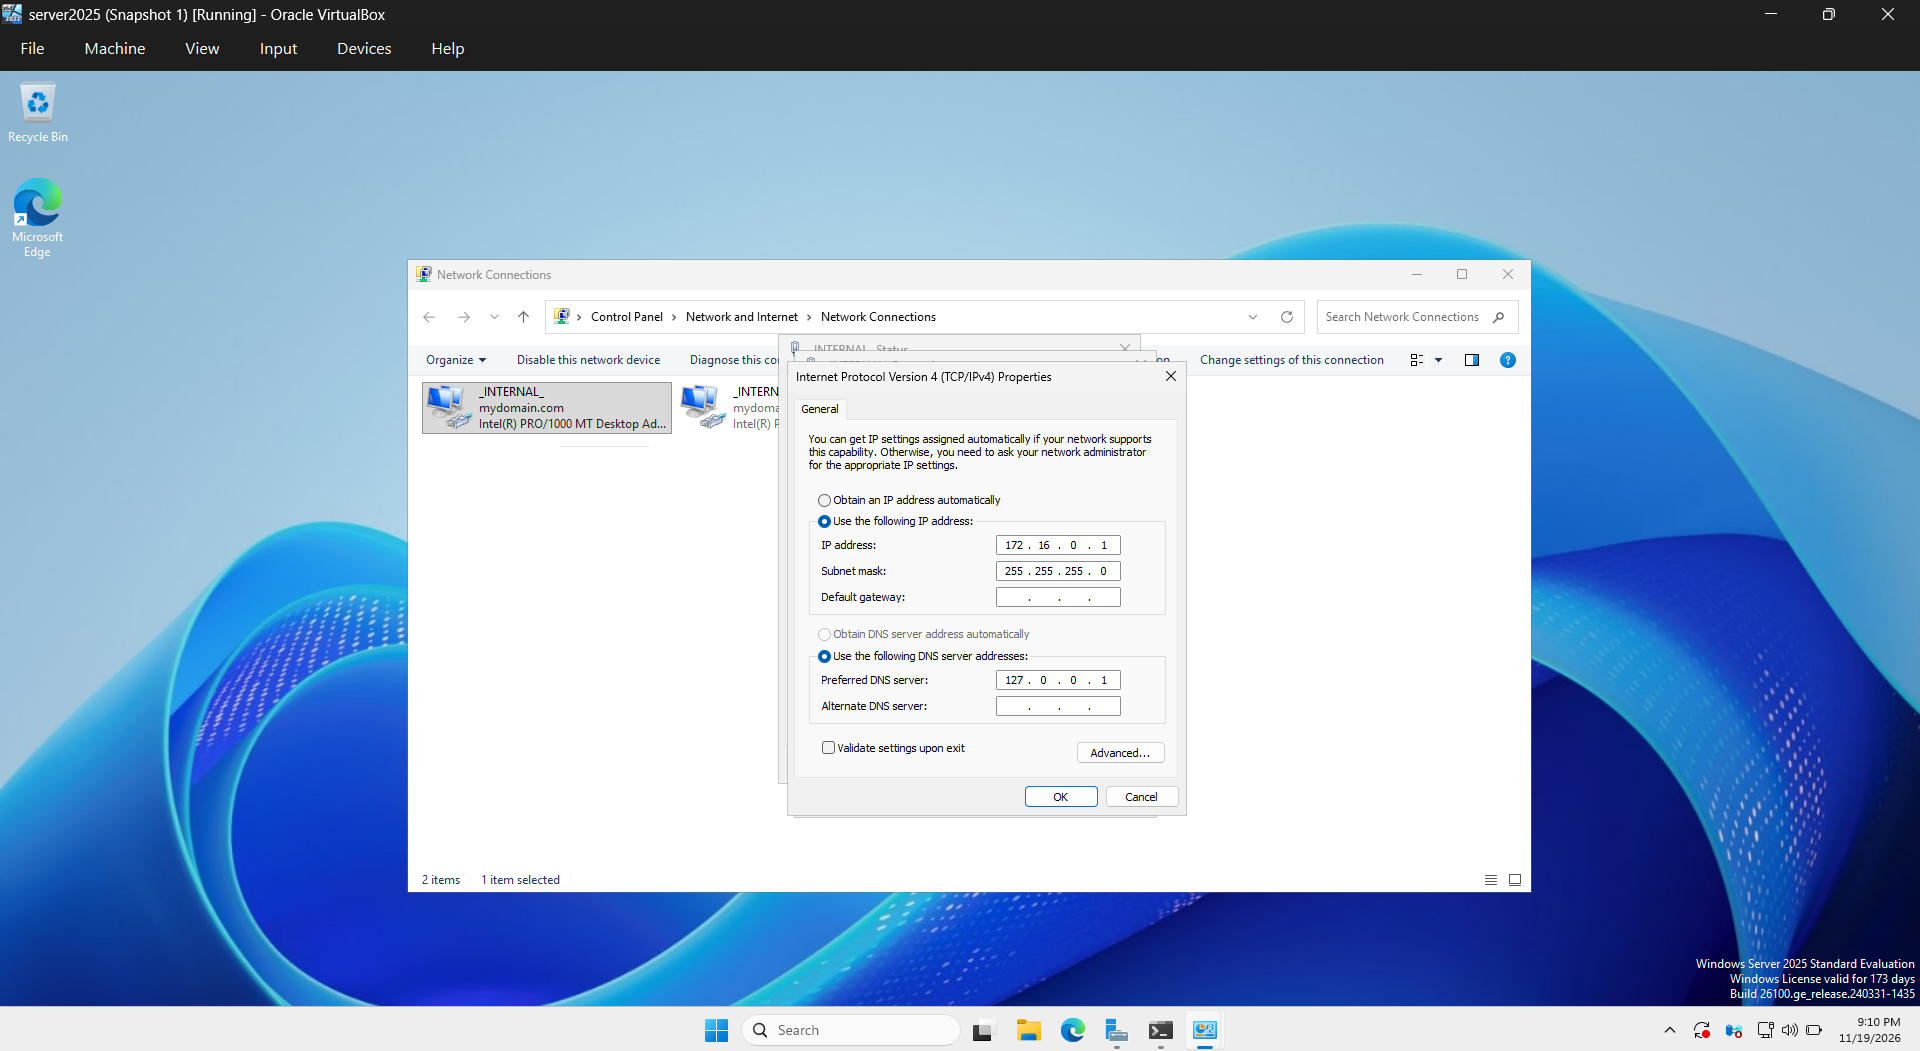 server2025 (Snapshot 1) [Running] - Oracle VirtualBox
File Machine View Input Devices Help
Recycle Bin
Microsoft
Edge
Network Connections
Control Panel > Network and Internet > Network Connections
Search Network Connections
Organize Disable this network device Diagnose this co Change settings of this connection
_INTERNAL_
mydomain.com
Intel(R) PRO/1000 MT Desktop Ad...
_INTERN
mydoma
Intel(R) P
INTERNAL Status
Internet Protocol Version 4 (TCP/IPv4) Properties
General
You can get IP settings assigned automatically if your network supports
this capability. Otherwise, you need to ask your network administrator
for the appropriate IP settings.
Obtain an IP address automatically
Use the following IP address:
IP address: 172 . 16 . 0 . 1
Subnet mask: 255 . 255 . 255 . 0
Default gateway: . . .
Obtain DNS server address automatically
Use the following DNS server addresses:
Preferred DNS server: 127 . 0 . 0 . 1
Alternate DNS server: . . .
Validate settings upon exit
Advanced...
OK Cancel
2 items 1 item selected
Windows Server 2025 Standard Evaluation
Windows License valid for 173 days
Build 26100.ge_release.240331-1435
Search
9:10 PM
11/19/2026